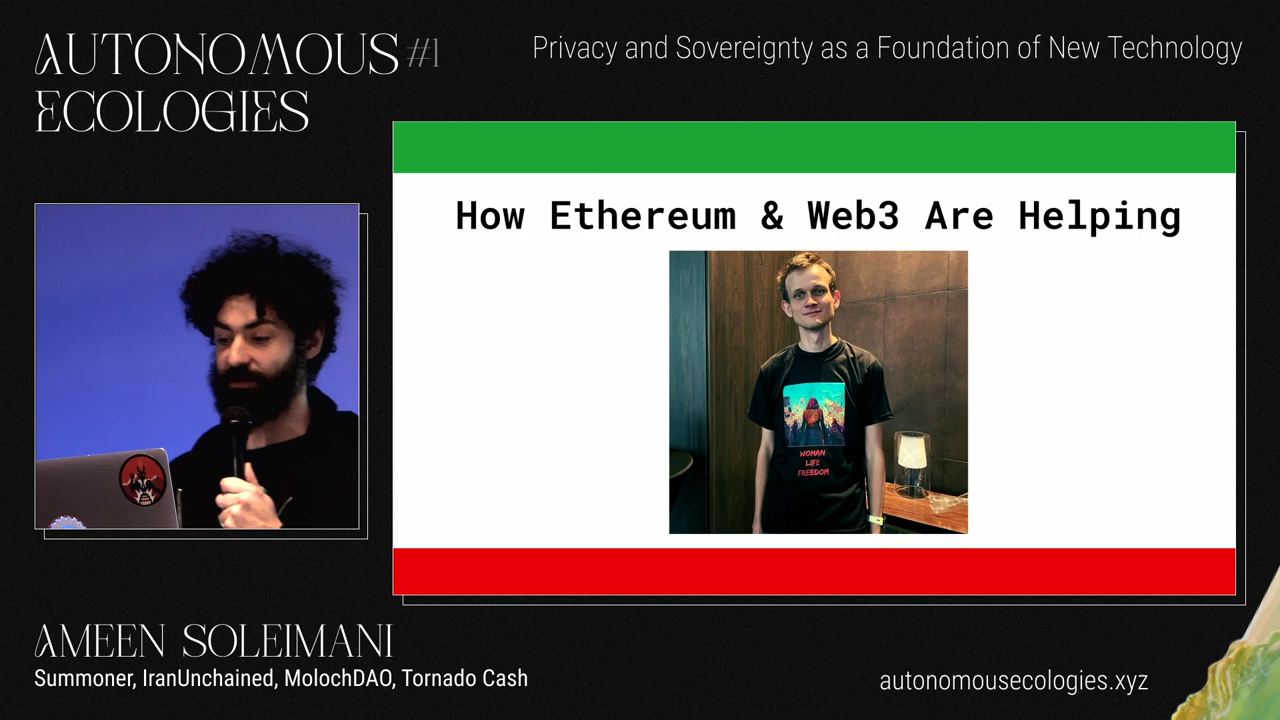 AUTONOMOUS #1
ECOLOGIES
Privacy and Sovereignty as a Foundation of New Technology
How Ethereum & Web3 Are Helping
WOMAN
LIFE
FREEDOM
AMEEN SOLEIMANI
Summoner, IranUnchained, MolochDAO, Tornado Cash
autonomousecologies.xyz